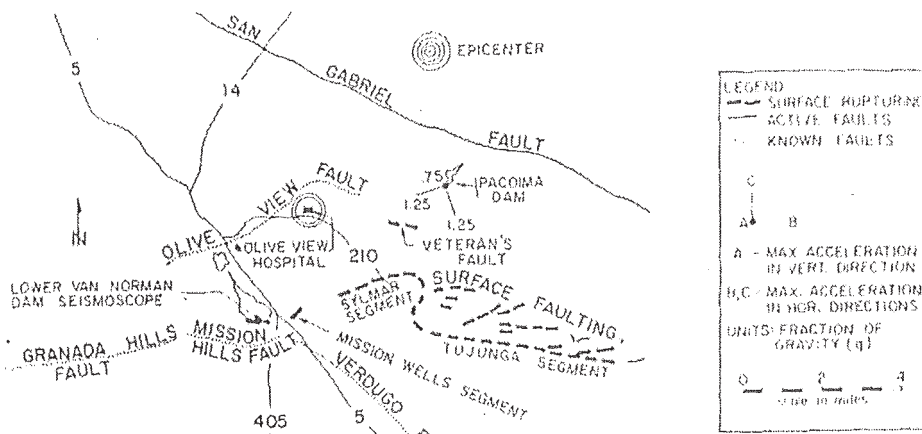 SAN
GABRIEL
FAULT
EPICENTER
5
14
.75
PACOIMA
DAM
1.25
1.25
VETERAN'S
FAULT
OLIVE VIEW FAULT
OLIVE VIEW
HOSPITAL
210
N
LOWER VAN NORMAN
DAM SEISMOSCOPE
SYLMAR
SEGMENT
SURFACE FAULTING
TUJUNGA SEGMENT
GRANADA HILLS
FAULT
MISSION
HILLS FAULT
MISSION WELLS SEGMENT
VERDUGO
405
5
LEGEND
SURFACE RUPTURING
ACTIVE FAULTS
KNOWN FAULTS
C
A B
A - MAX ACCELERATION
IN VERT. DIRECTION
B,C - MAX. ACCELERATION
IN HOR. DIRECTIONS
UNITS: FRACTION OF
GRAVITY (g)
0 2 4
scale in miles